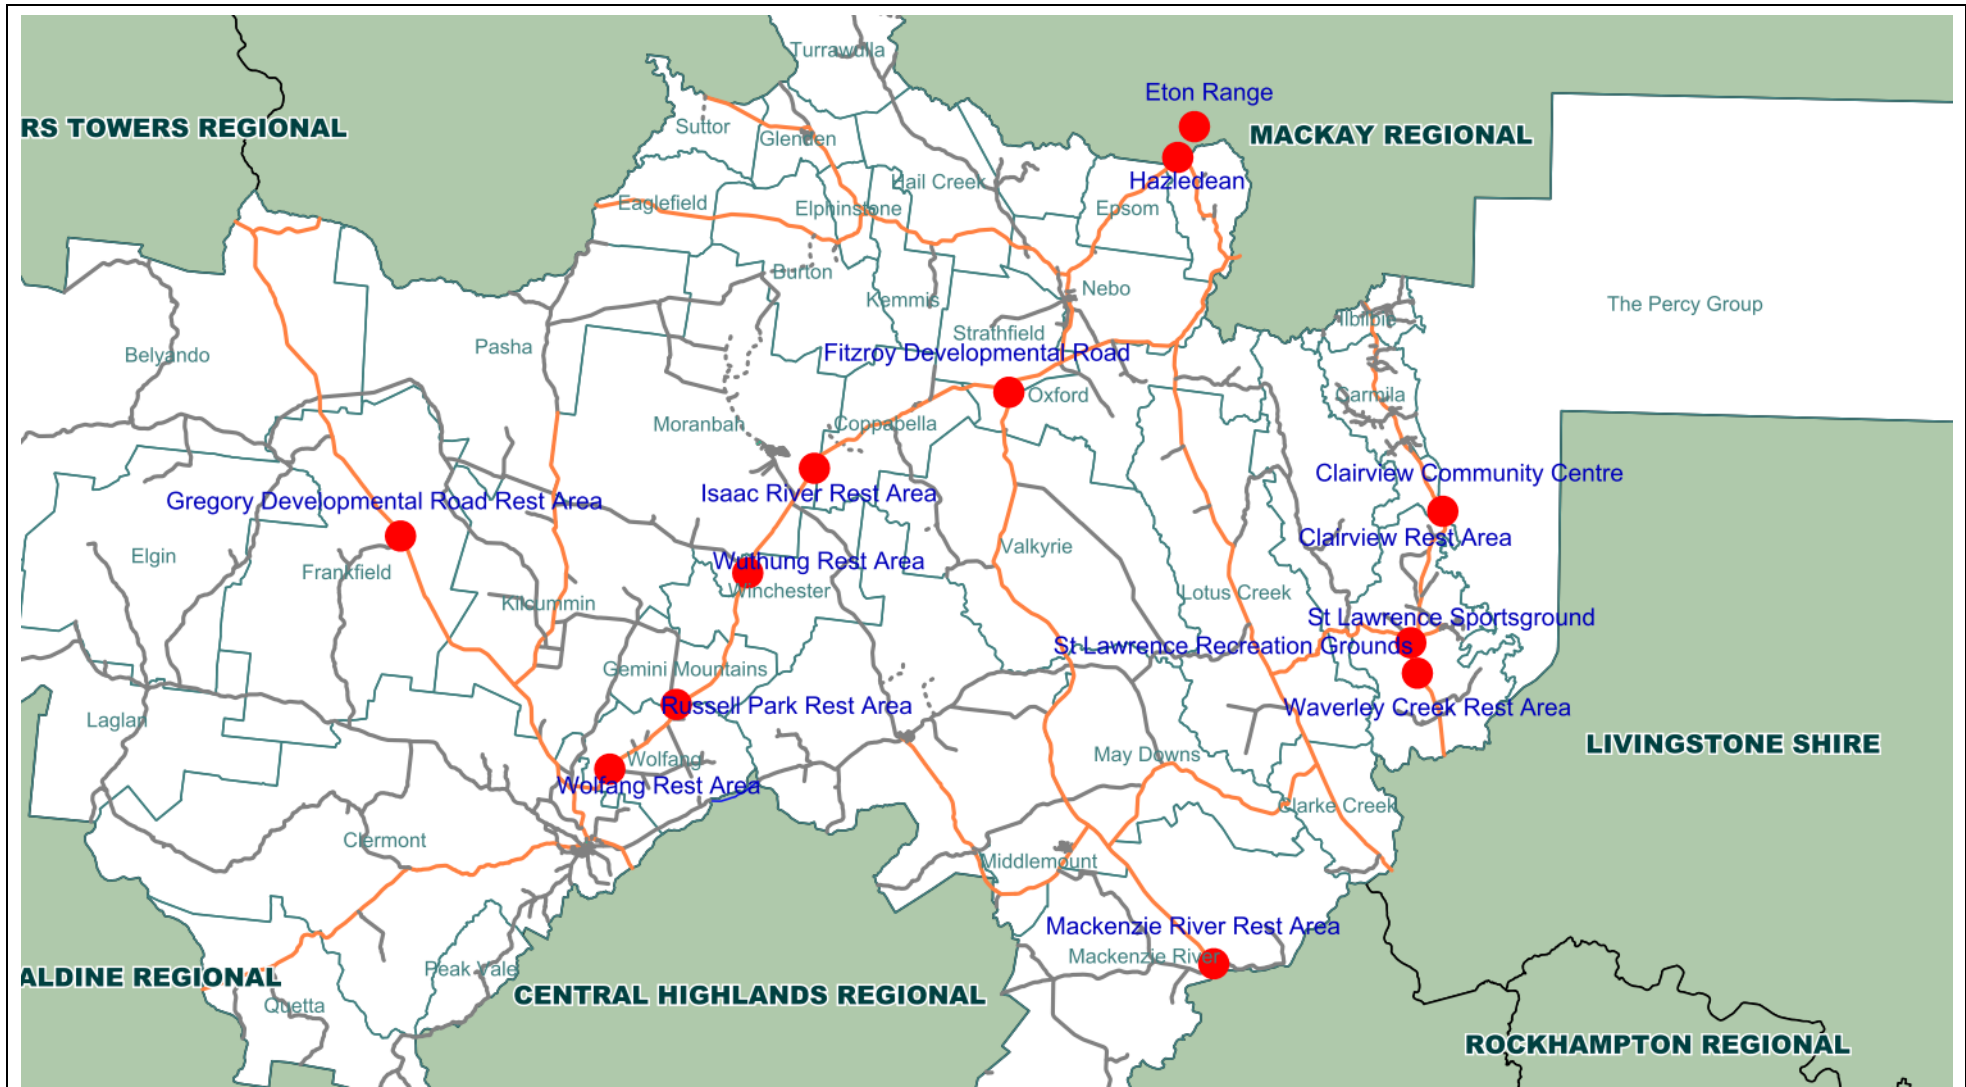 Turrawulla
Eton Range
RS TOWERS REGIONAL
MACKAY REGIONAL
Suttor
Glenden
Hazledean
Hail Creek
Eaglefield
Elphinstone
Epsom
Burton
Nebo
Kemmis
The Percy Group
Ilbilbie
Strathfield
Pasha
Belyando
Fitzroy Developmental Road
Oxford
Carmila
Moranbah
Coppabella
Clairview Community Centre
Gregory Developmental Road Rest Area
Isaac River Rest Area
Clairview Rest Area
Valkyrie
Elgin
Wuthung Rest Area
Frankfield
Winchester
Lotus Creek
Kilcummin
St Lawrence Sportsground
St Lawrence Recreation Grounds
Gemini Mountains
Russell Park Rest Area
Waverley Creek Rest Area
Laglan
LIVINGSTONE SHIRE
May Downs
Wolfang
Wolfang Rest Area
Clarke Creek
Clermont
Middlemount
Mackenzie River Rest Area
Mackenzie River
Peak Vale
ALDINE REGIONAL
CENTRAL HIGHLANDS REGIONAL
Quetta
ROCKHAMPTON REGIONAL